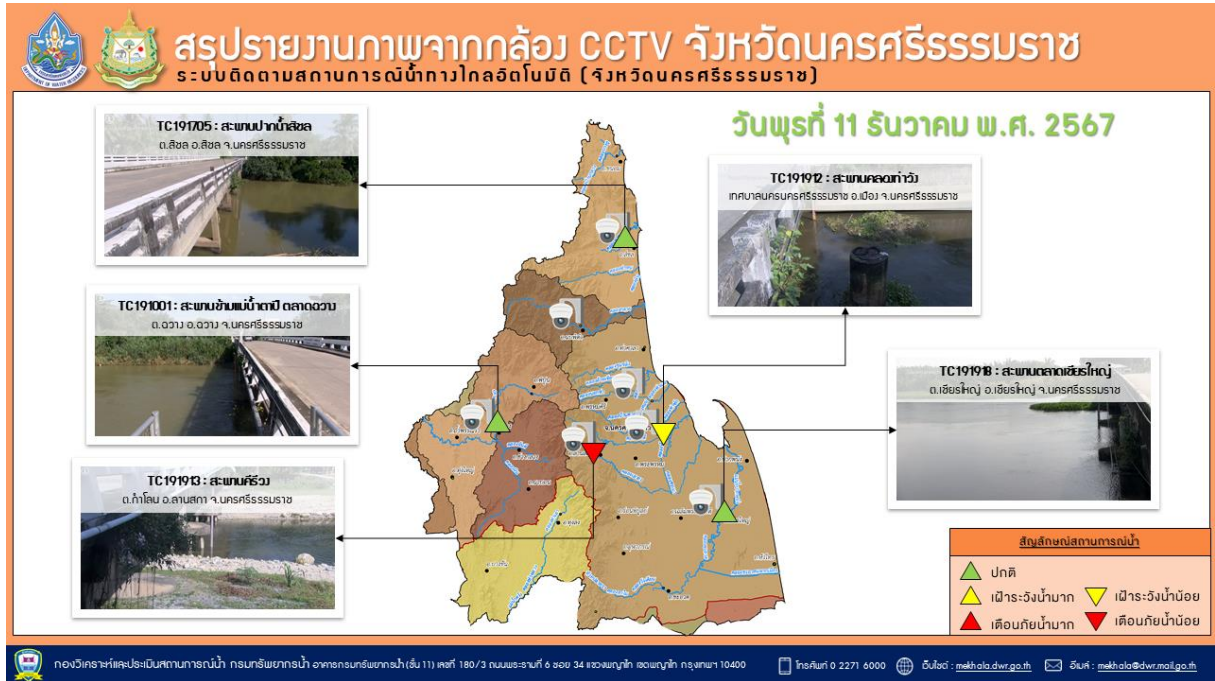 สรุปรายงานภาพจากกล้อง CCTV จังหวัดนครศรีธรรมราช
ระบบติดตามสถานการณ์น้ำทางไกลอัตโนมัติ (จังหวัดนครศรีธรรมราช)
วันพุธที่ 11 ธันวาคม พ.ศ. 2567
TC191705 : สะพานปากน้ำสิชล
ต.สิชล อ.สิชล จ.นครศรีธรรมราช
TC191912 : สะพานคลองท่าวัง
เทศบาลนครนครศรีธรรมราช อ.เมือง จ.นครศรีธรรมราช
TC191001 : สะพานข้ามแม่น้ำตาปี ตลาดฉวาง
ต.ฉวาง อ.ฉวาง จ.นครศรีธรรมราช
TC191918 : สะพานตลาดเชียรใหญ่
ต.เชียรใหญ่ อ.เชียรใหญ่ จ.นครศรีธรรมราช
TC191913 : สะพานคีรีวง
ต.กำโลน อ.ลานสกา จ.นครศรีธรรมราช
สัญลักษณ์สถานการณ์น้ำ
ปกติ
เฝ้าระวังน้ำมาก เฝ้าระวังน้ำน้อย
เตือนภัยน้ำมาก เตือนภัยน้ำน้อย
กองวิเคราะห์และประเมินสถานการณ์น้ำ กรมทรัพยากรน้ำ อาคารกรมทรัพยากรน้ำ (ชั้น 11) เลขที่ 180/3 ถนนพระรามที่ 6 ซอย 34 แขวงพญาไท เขตพญาไท กรุงเทพฯ 10400 โทรศัพท์ 0 2271 6000 เว็บไซต์ : mekhala.dwr.go.th อีเมล์ : mekhala@dwr.mail.go.th